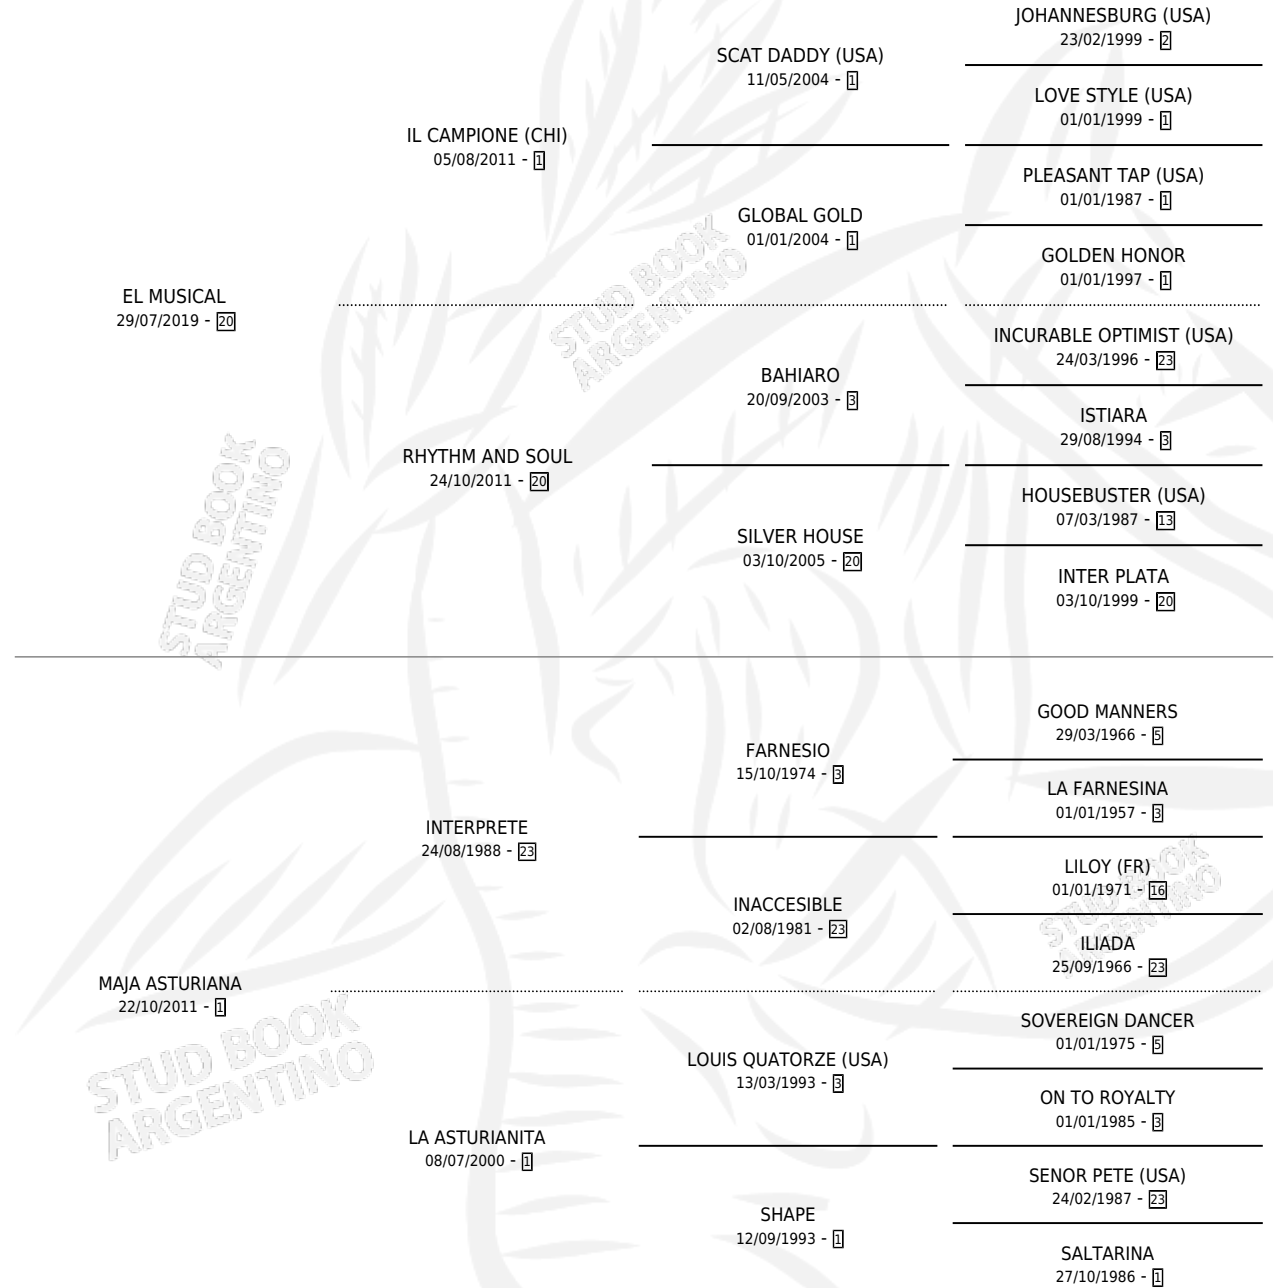 JOHANNESBURG (USA)
23/02/1999 - 2
SCAT DADDY (USA)
11/05/2004 - 1
LOVE STYLE (USA)
01/01/1999 - 1
IL CAMPIONE (CHI)
05/08/2011 - 1
PLEASANT TAP (USA)
01/01/1987 - 1
GLOBAL GOLD
01/01/2004 - 1
GOLDEN HONOR
01/01/1997 - 1
EL MUSICAL
29/07/2019 - 20
INCURABLE OPTIMIST (USA)
24/03/1996 - 23
BAHIARO
20/09/2003 - 3
ISTIARA
29/08/1994 - 3
RHYTHM AND SOUL
24/10/2011 - 20
HOUSEBUSTER (USA)
07/03/1987 - 13
SILVER HOUSE
03/10/2005 - 20
INTER PLATA
03/10/1999 - 20
STUD BOOK
ARGENTINO
STUD BOOK
ARGENTINO
GOOD MANNERS
29/03/1966 - 5
FARNESIO
15/10/1974 - 3
LA FARNESINA
01/01/1957 - 3
INTERPRETE
24/08/1988 - 23
LILOY (FR)
01/01/1971 - 16
INACCESIBLE
02/08/1981 - 23
ILIADA
25/09/1966 - 23
STUD BOOK
ARGENTINO
MAJA ASTURIANA
22/10/2011 - 1
SOVEREIGN DANCER
01/01/1975 - 5
LOUIS QUATORZE (USA)
13/03/1993 - 3
ON TO ROYALTY
01/01/1985 - 3
LA ASTURIANITA
08/07/2000 - 1
SENOR PETE (USA)
24/02/1987 - 23
SHAPE
12/09/1993 - 1
SALTARINA
27/10/1986 - 1
STUD BOOK
ARGENTINO